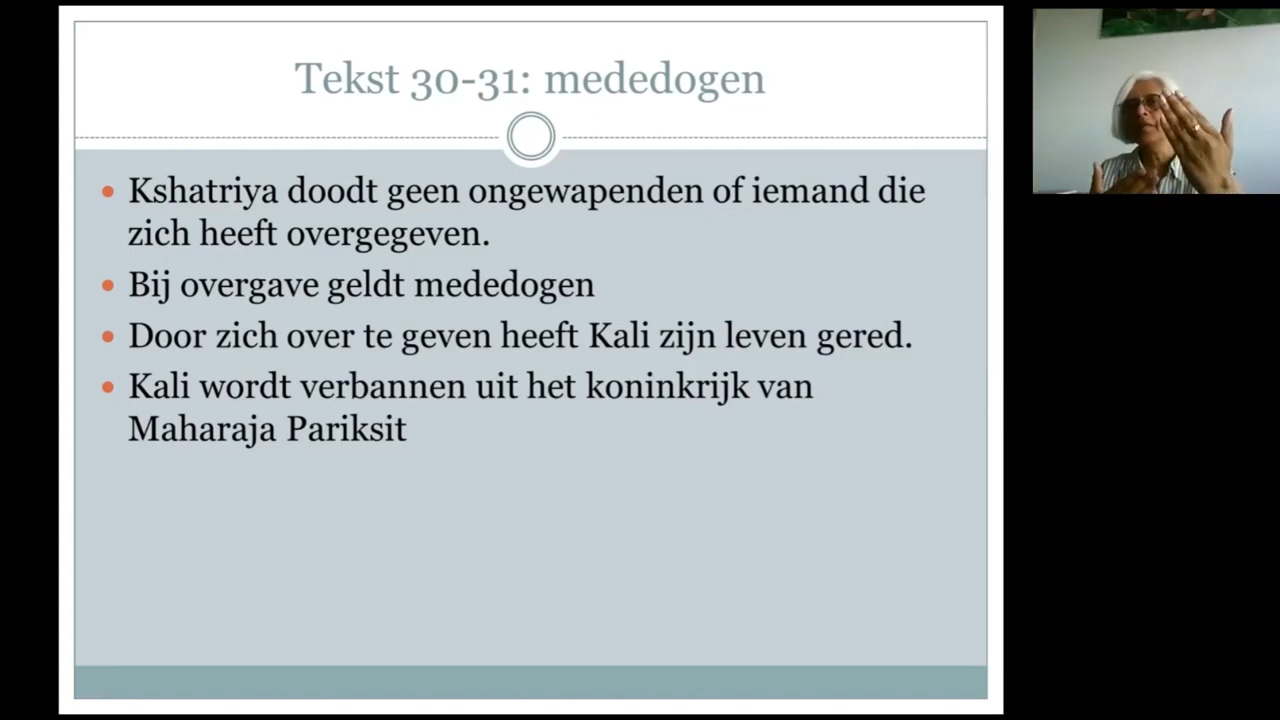 Tekst 30-31: mededogen
Kshatriya doodt geen ongewapenden of iemand die
zich heeft overgegeven.
Bij overgave geldt mededogen
Door zich over te geven heeft Kali zijn leven gered.
Kali wordt verbannen uit het koninkrijk van
Maharaja Pariksit